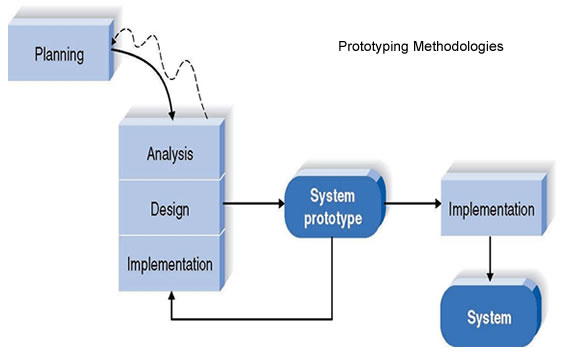 Prototyping Methodologies
Planning
Analysis
Design
Implementation
System
prototype
Implementation
System